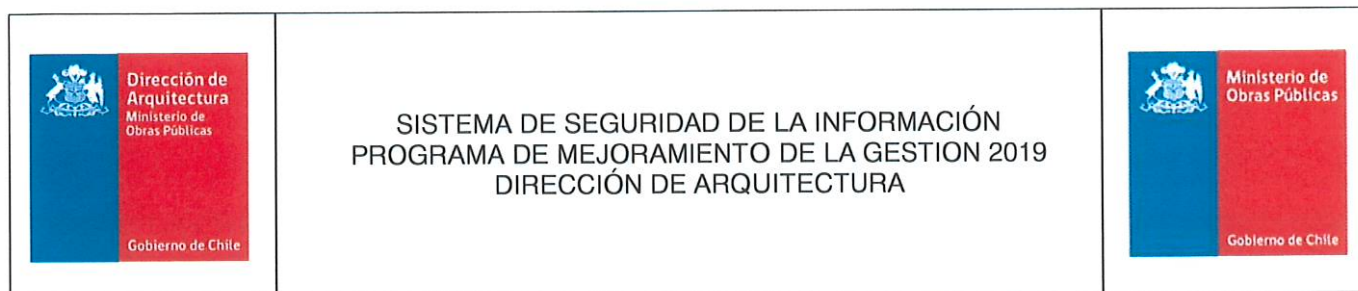 Dirección de
Arquitectura
Ministerio de
Obras Públicas
Gobierno de Chile
SISTEMA DE SEGURIDAD DE LA INFORMACIÓN
PROGRAMA DE MEJORAMIENTO DE LA GESTION 2019
DIRECCIÓN DE ARQUITECTURA
Ministerio de
Obras Públicas
Gobierno de Chile